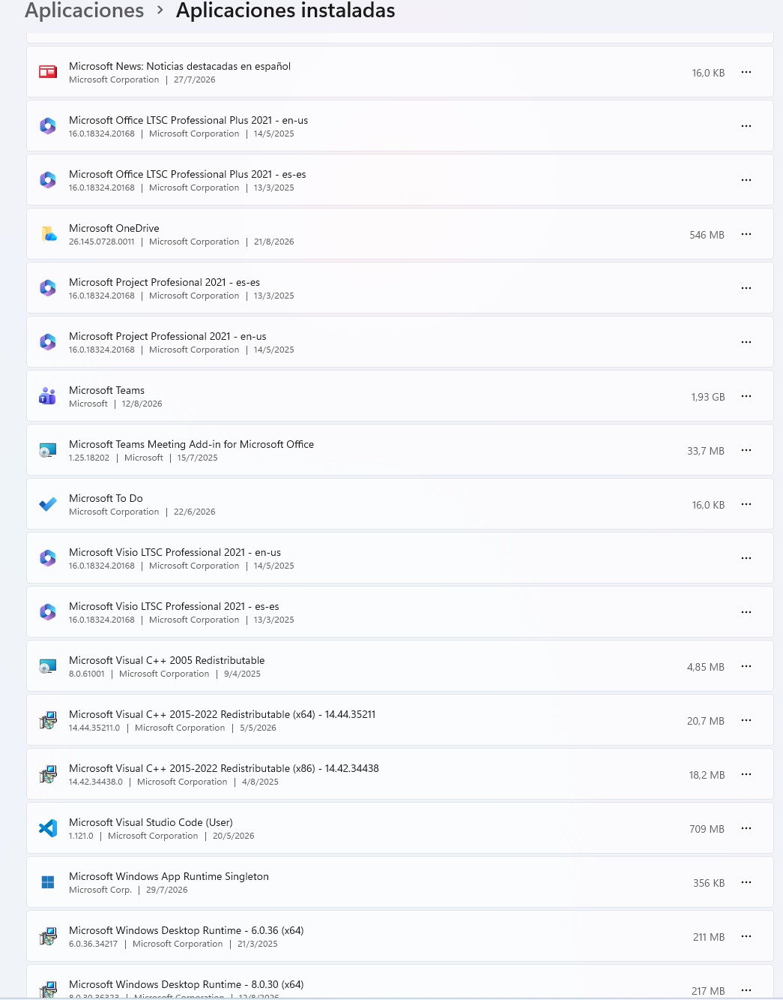 Aplicaciones > Aplicaciones instaladas
Microsoft News: Noticias destacadas en español
Microsoft Corporation | 27/7/2026
16,0 KB
Microsoft Office LTSC Professional Plus 2021 - en-us
16.0.18324.20168 | Microsoft Corporation | 14/5/2025
Microsoft Office LTSC Professional Plus 2021 - es-es
16.0.18324.20168 | Microsoft Corporation | 13/3/2025
Microsoft OneDrive
26.145.0728.0011 | Microsoft Corporation | 21/8/2026
546 MB
Microsoft Project Profesional 2021 - es-es
16.0.18324.20168 | Microsoft Corporation | 13/3/2025
Microsoft Project Professional 2021 - en-us
16.0.18324.20168 | Microsoft Corporation | 14/5/2025
Microsoft Teams
Microsoft | 12/8/2026
1,93 GB
Microsoft Teams Meeting Add-in for Microsoft Office
1.25.18202 | Microsoft | 15/7/2025
33,7 MB
Microsoft To Do
Microsoft Corporation | 22/6/2026
16,0 KB
Microsoft Visio LTSC Professional 2021 - en-us
16.0.18324.20168 | Microsoft Corporation | 14/5/2025
Microsoft Visio LTSC Professional 2021 - es-es
16.0.18324.20168 | Microsoft Corporation | 13/3/2025
Microsoft Visual C++ 2005 Redistributable
8.0.61001 | Microsoft Corporation | 9/4/2025
4,85 MB
Microsoft Visual C++ 2015-2022 Redistributable (x64) - 14.44.35211
14.44.35211.0 | Microsoft Corporation | 5/5/2026
20,7 MB
Microsoft Visual C++ 2015-2022 Redistributable (x86) - 14.42.34438
14.42.34438.0 | Microsoft Corporation | 4/8/2025
18,2 MB
Microsoft Visual Studio Code (User)
1.121.0 | Microsoft Corporation | 20/5/2026
709 MB
Microsoft Windows App Runtime Singleton
Microsoft Corp. | 29/7/2026
356 KB
Microsoft Windows Desktop Runtime - 6.0.36 (x64)
6.0.36.34217 | Microsoft Corporation | 21/3/2025
211 MB
Microsoft Windows Desktop Runtime - 8.0.30 (x64)
8.0.30.36323 | Microsoft Corporation | 12/8/2026
217 MB